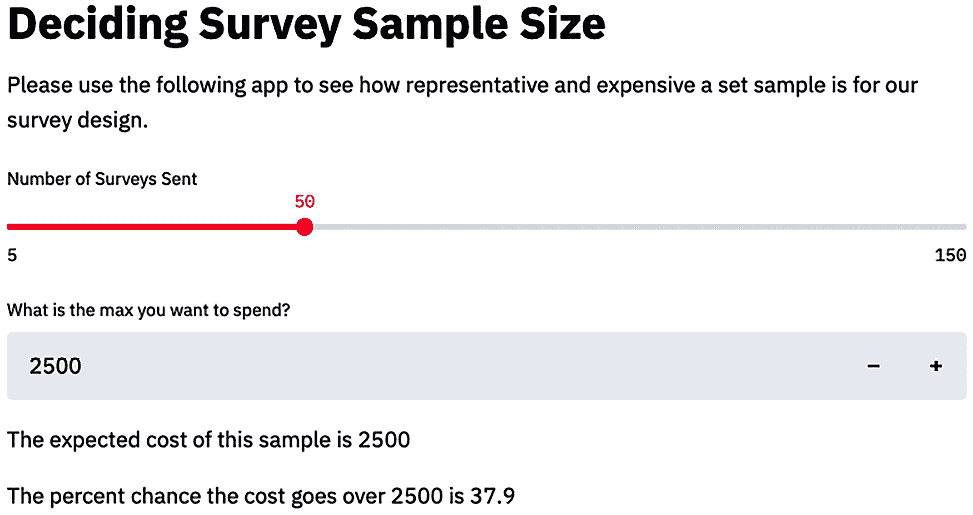 Deciding Survey Sample Size
Please use the following app to see how representative and expensive a set sample is for our
survey design.
Number of Surveys Sent
50
5 150
What is the max you want to spend?
2500 − +
The expected cost of this sample is 2500
The percent chance the cost goes over 2500 is 37.9